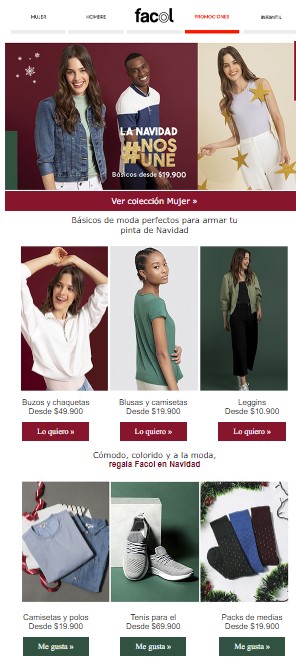 MUJER
HOMBRE
facol
PROMOCIONES
INFANTIL
LA NAVIDAD
#NOS
UNE
Básicos desde $19.900
Ver colección Mujer »
Básicos de moda perfectos para armar tu
pinta de Navidad
Buzos y chaquetas
Desde $49.900
Blusas y camisetas
Desde $19.900
Leggins
Desde $10.900
Lo quiero »
Lo quiero »
Lo quiero »
Cómodo, colorido y a la moda,
regala Facol en Navidad
Camisetas y polos
Desde $19.900
Tenis para el
Desde $69.900
Packs de medias
Desde $19.900
Me gusta »
Me gusta »
Me gusta »